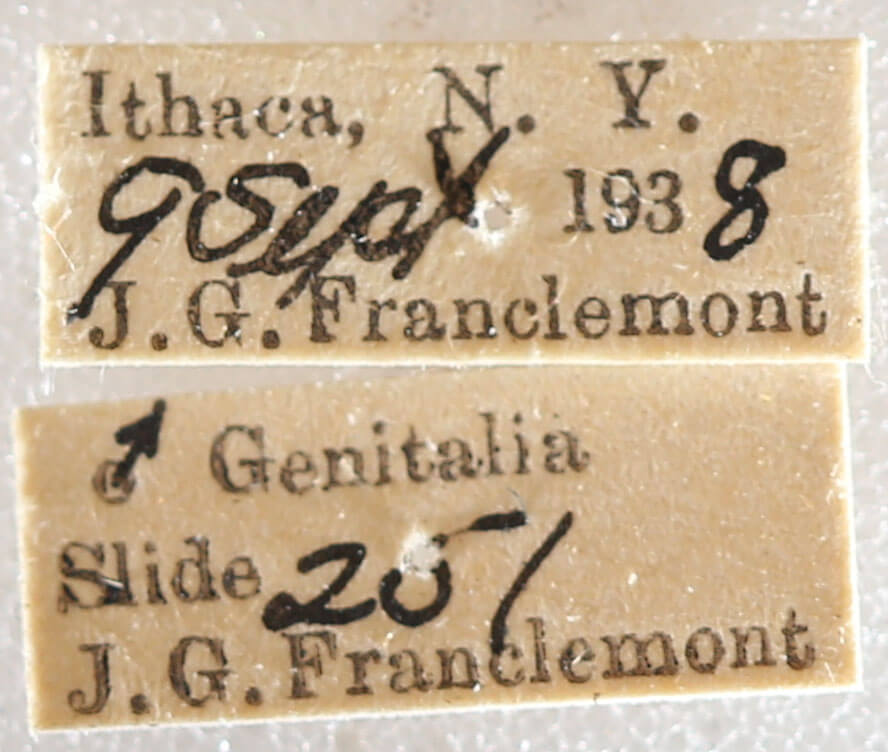 Ithaca, N. Y.
9 Sept 1938
J. G. Franclemont
♂ Genitalia
Slide 251
J. G. Franclemont